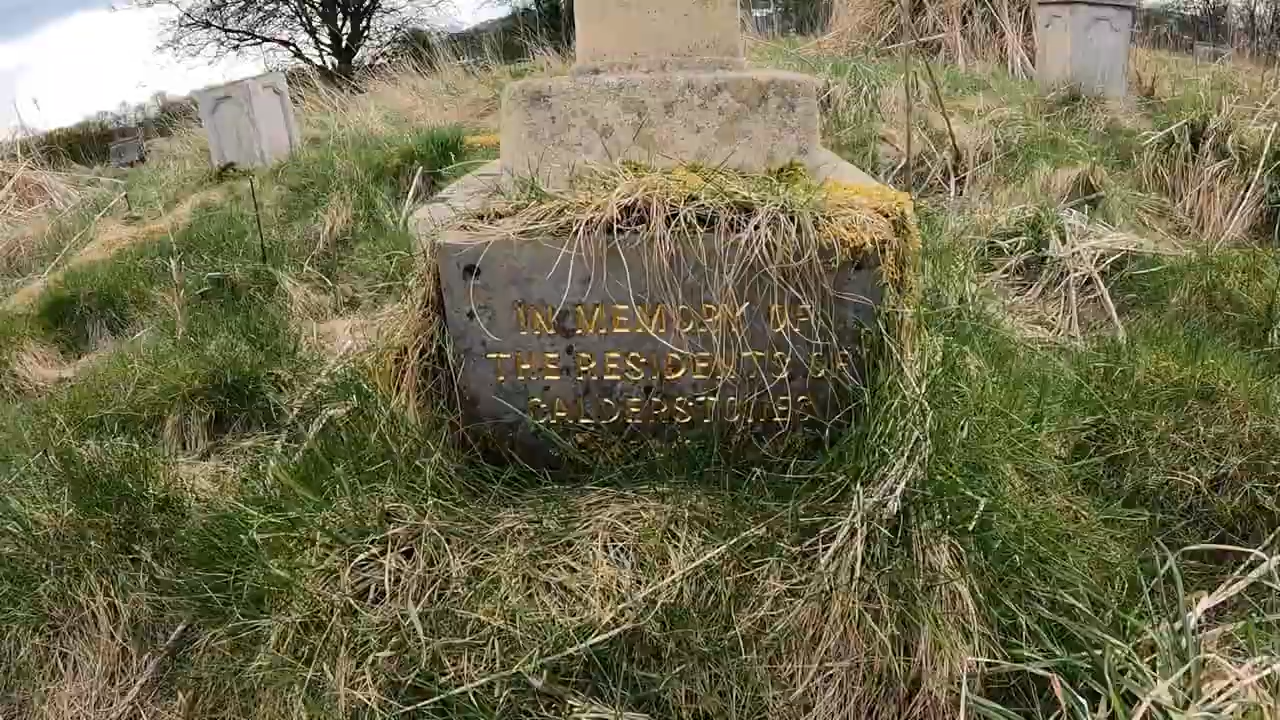 IN MEMORY OF
THE RESIDENTS OF
CALDERSTONES